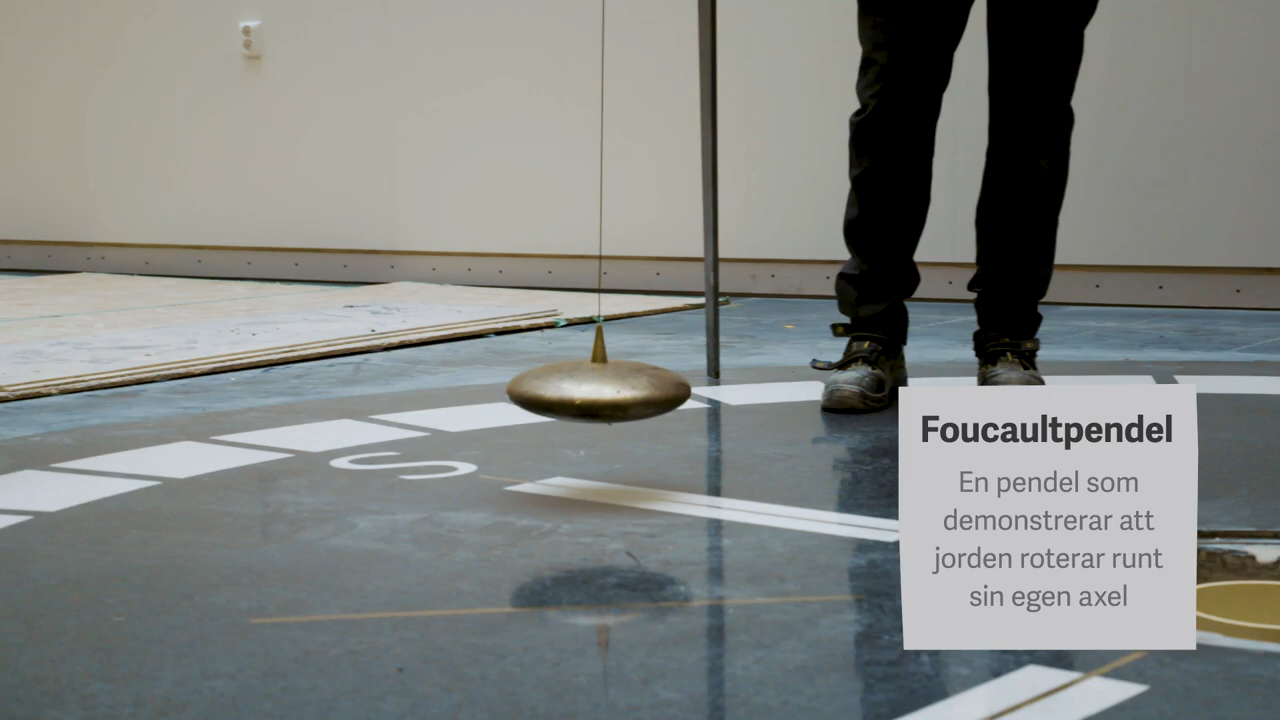 S
Foucaultpendel
En pendel som
demonstrerar att
jorden roterar runt
sin egen axel